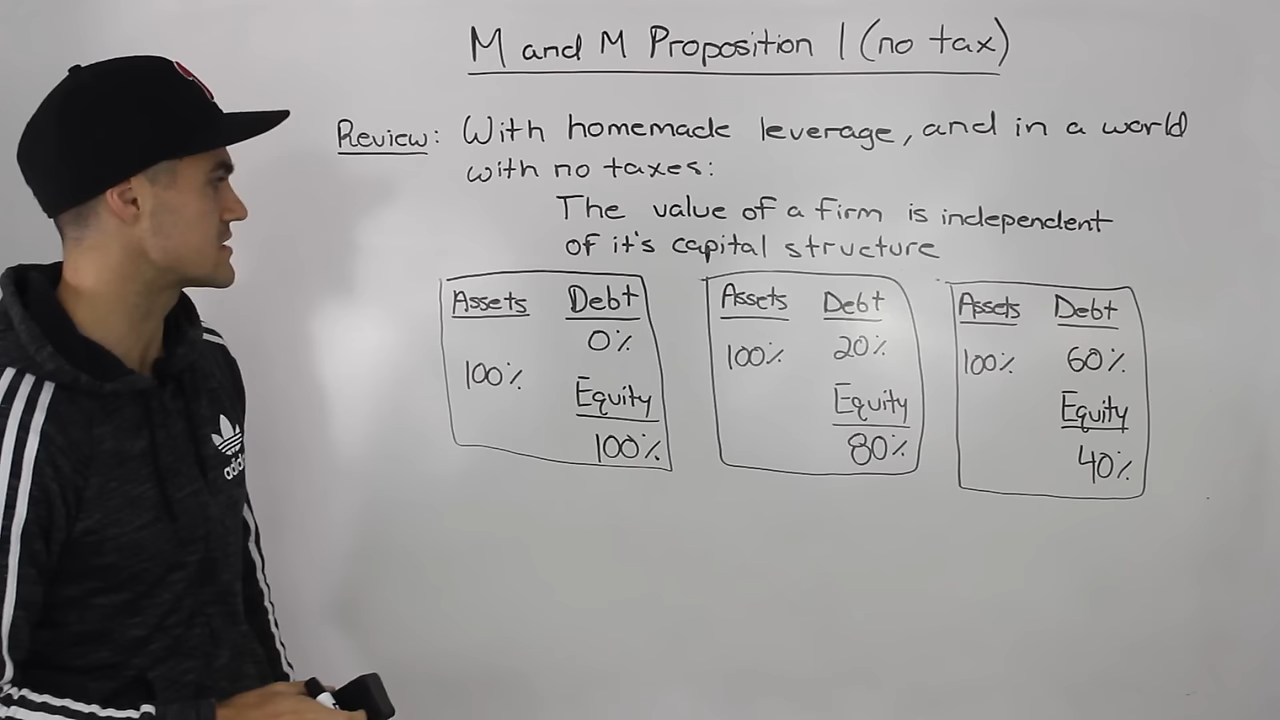 M and M Proposition 1 (no tax)
Review: With homemade leverage, and in a world
with no taxes:
The value of a firm is independent
of it's capital structure
Assets Debt
0%
100%
Equity
100%
Assets Debt
100% 20%
Equity
80%
Assets Debt
100% 60%
Equity
40%
adidas